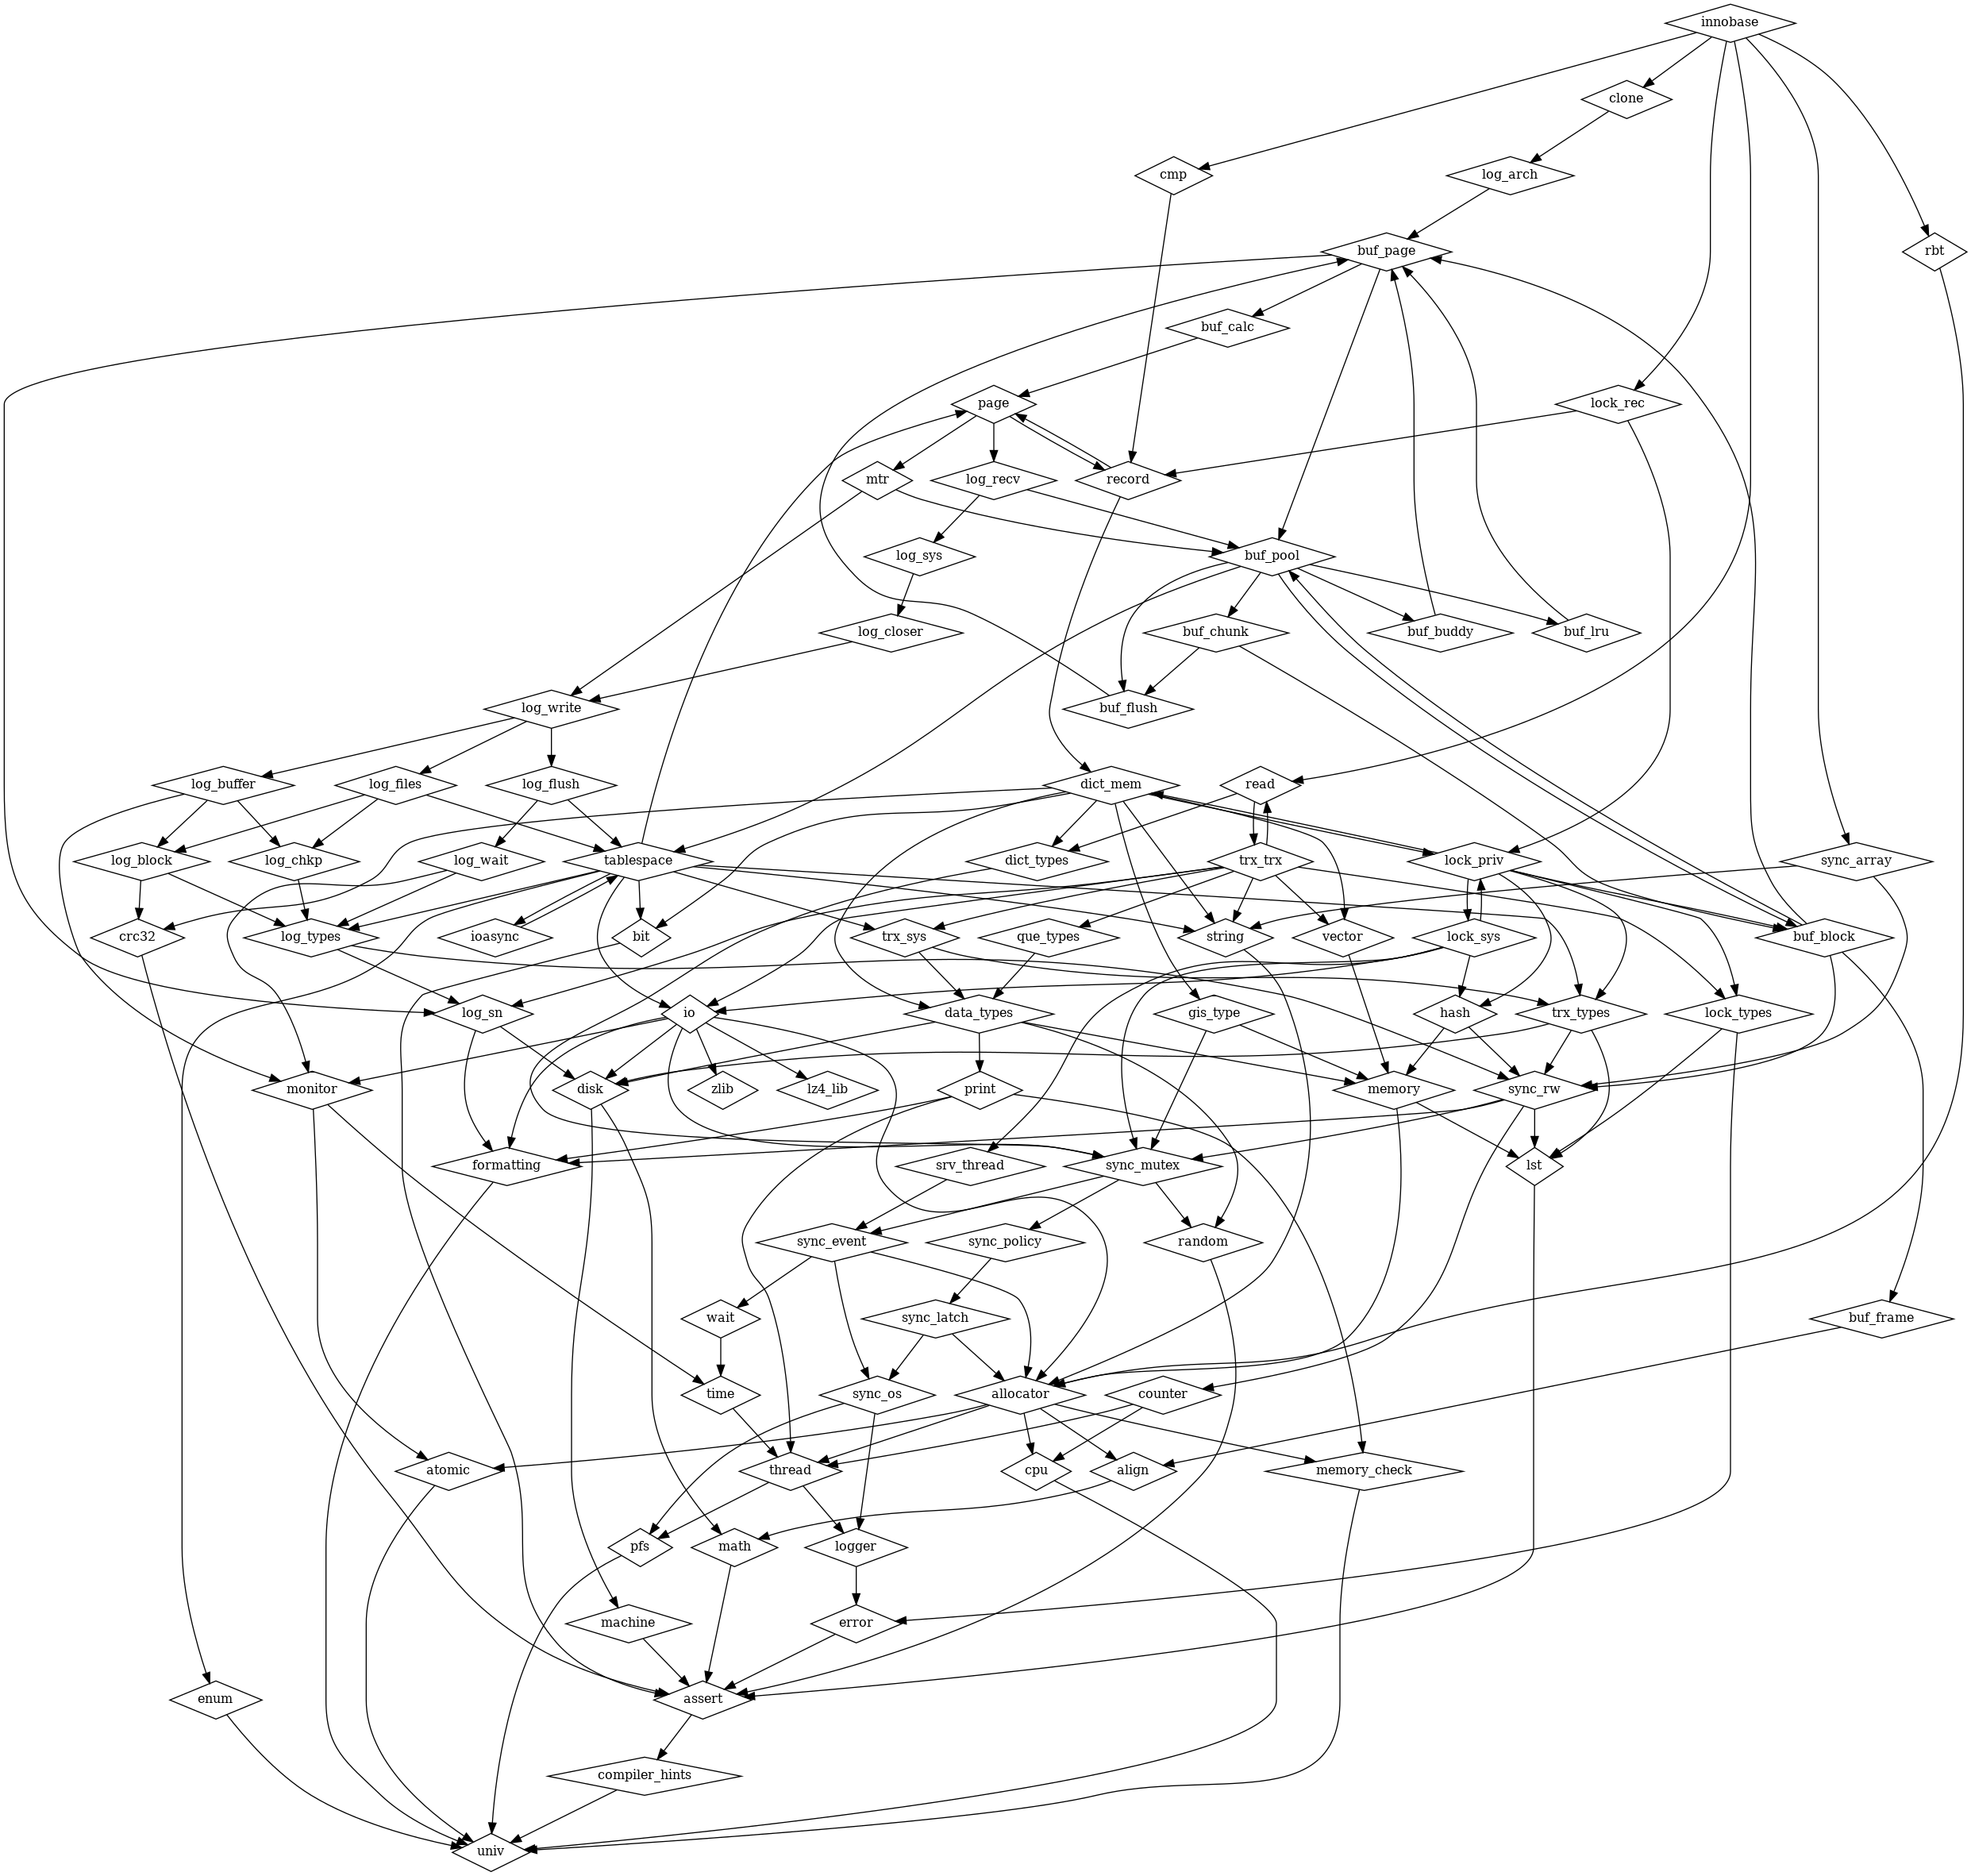 innobase
clone
cmp
log_arch
buf_page
rbt
buf_calc
page
lock_rec
mtr
log_recv
record
log_sys
buf_pool
log_closer
buf_chunk
buf_buddy
buf_lru
log_write
buf_flush
log_buffer
log_files
log_flush
dict_mem
read
log_block
log_chkp
log_wait
tablespace
dict_types
trx_trx
lock_priv
sync_array
crc32
log_types
ioasync
bit
trx_sys
que_types
string
vector
lock_sys
buf_block
log_sn
io
data_types
gis_type
hash
trx_types
lock_types
monitor
disk
zlib
lz4_lib
print
memory
sync_rw
formatting
srv_thread
sync_mutex
lst
sync_event
sync_policy
random
wait
sync_latch
buf_frame
time
sync_os
allocator
counter
atomic
thread
cpu
align
memory_check
pfs
math
logger
machine
error
enum
assert
compiler_hints
univ